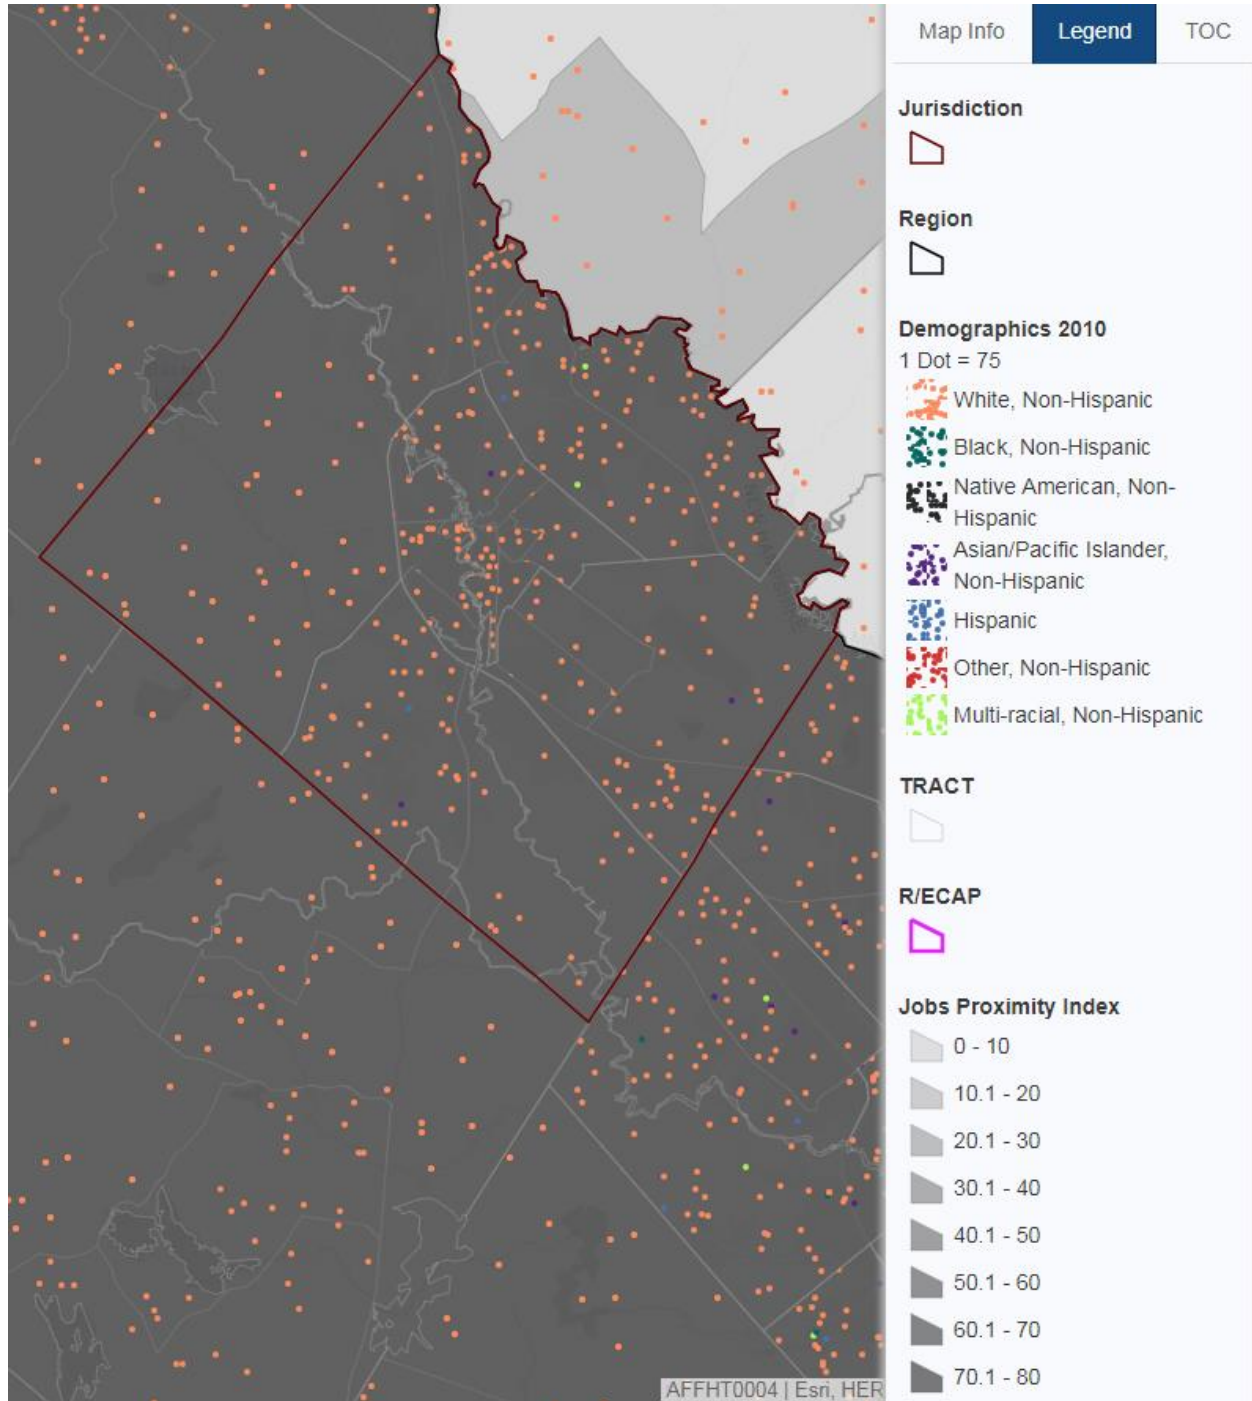 Map Info Legend TOC
Jurisdiction
Region
Demographics 2010
1 Dot = 75
White, Non-Hispanic
Black, Non-Hispanic
Native American, Non-
Hispanic
Asian/Pacific Islander,
Non-Hispanic
Hispanic
Other, Non-Hispanic
Multi-racial, Non-Hispanic
TRACT
R/ECAP
Jobs Proximity Index
0 - 10
10.1 - 20
20.1 - 30
30.1 - 40
40.1 - 50
50.1 - 60
60.1 - 70
70.1 - 80
AFFHT0004 | Esri, HER